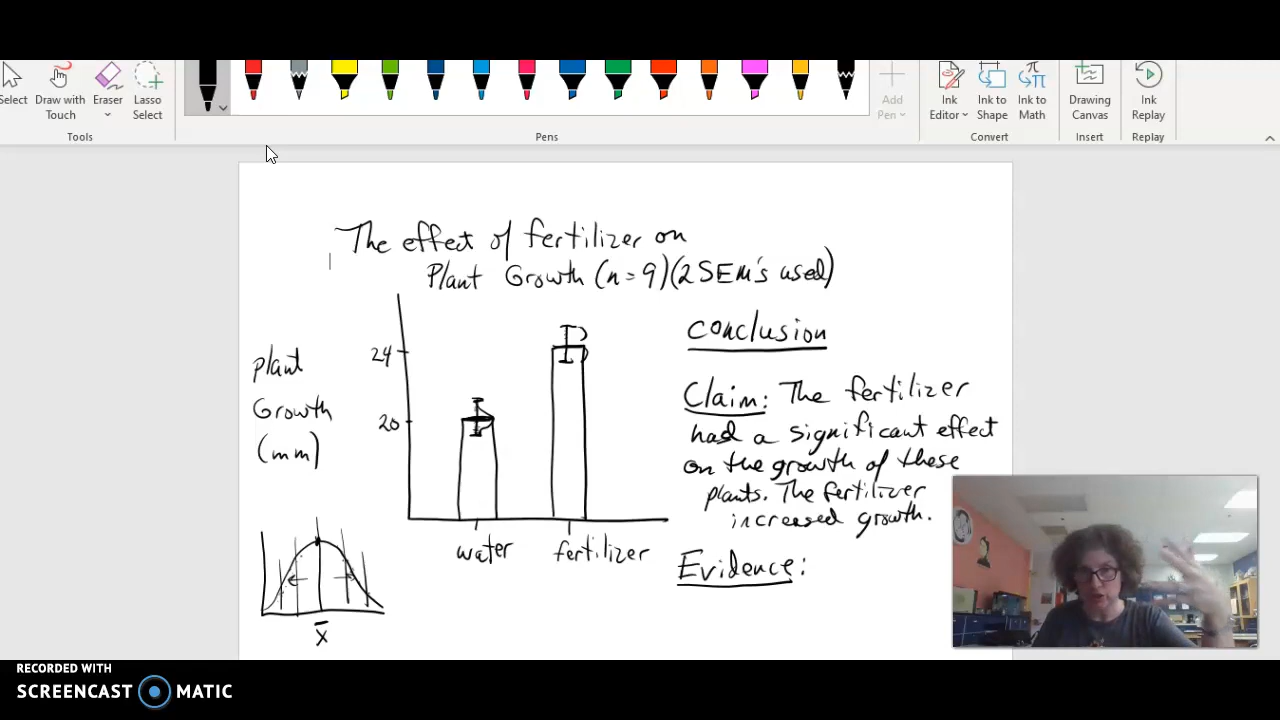 Select
Draw with
Touch
Eraser
Lasso
Select
Add
Pen
Ink
Editor
Ink to
Shape
Ink to
Math
Drawing
Canvas
Ink
Replay
Tools
Pens
Convert
Insert
Replay
The effect of fertilizer on
Plant Growth (n = 9)(2 SEM's used)
Plant
Growth
(mm)
24
20
water
fertilizer
x̄
Conclusion
Claim: The fertilizer
had a significant effect
on the growth of these
plants. The fertilizer
increased growth.
Evidence:
RECORDED WITH
SCREENCAST MATIC